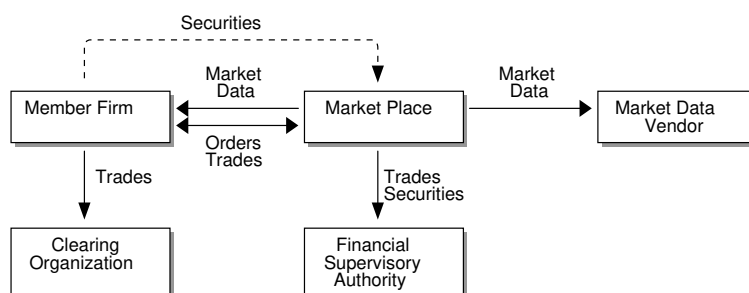 Securities
Market
Data
Market
Data
Member Firm
Market Place
Market Data
Vendor
Orders
Trades
Trades
Trades
Securities
Clearing
Organization
Financial
Supervisory
Authority